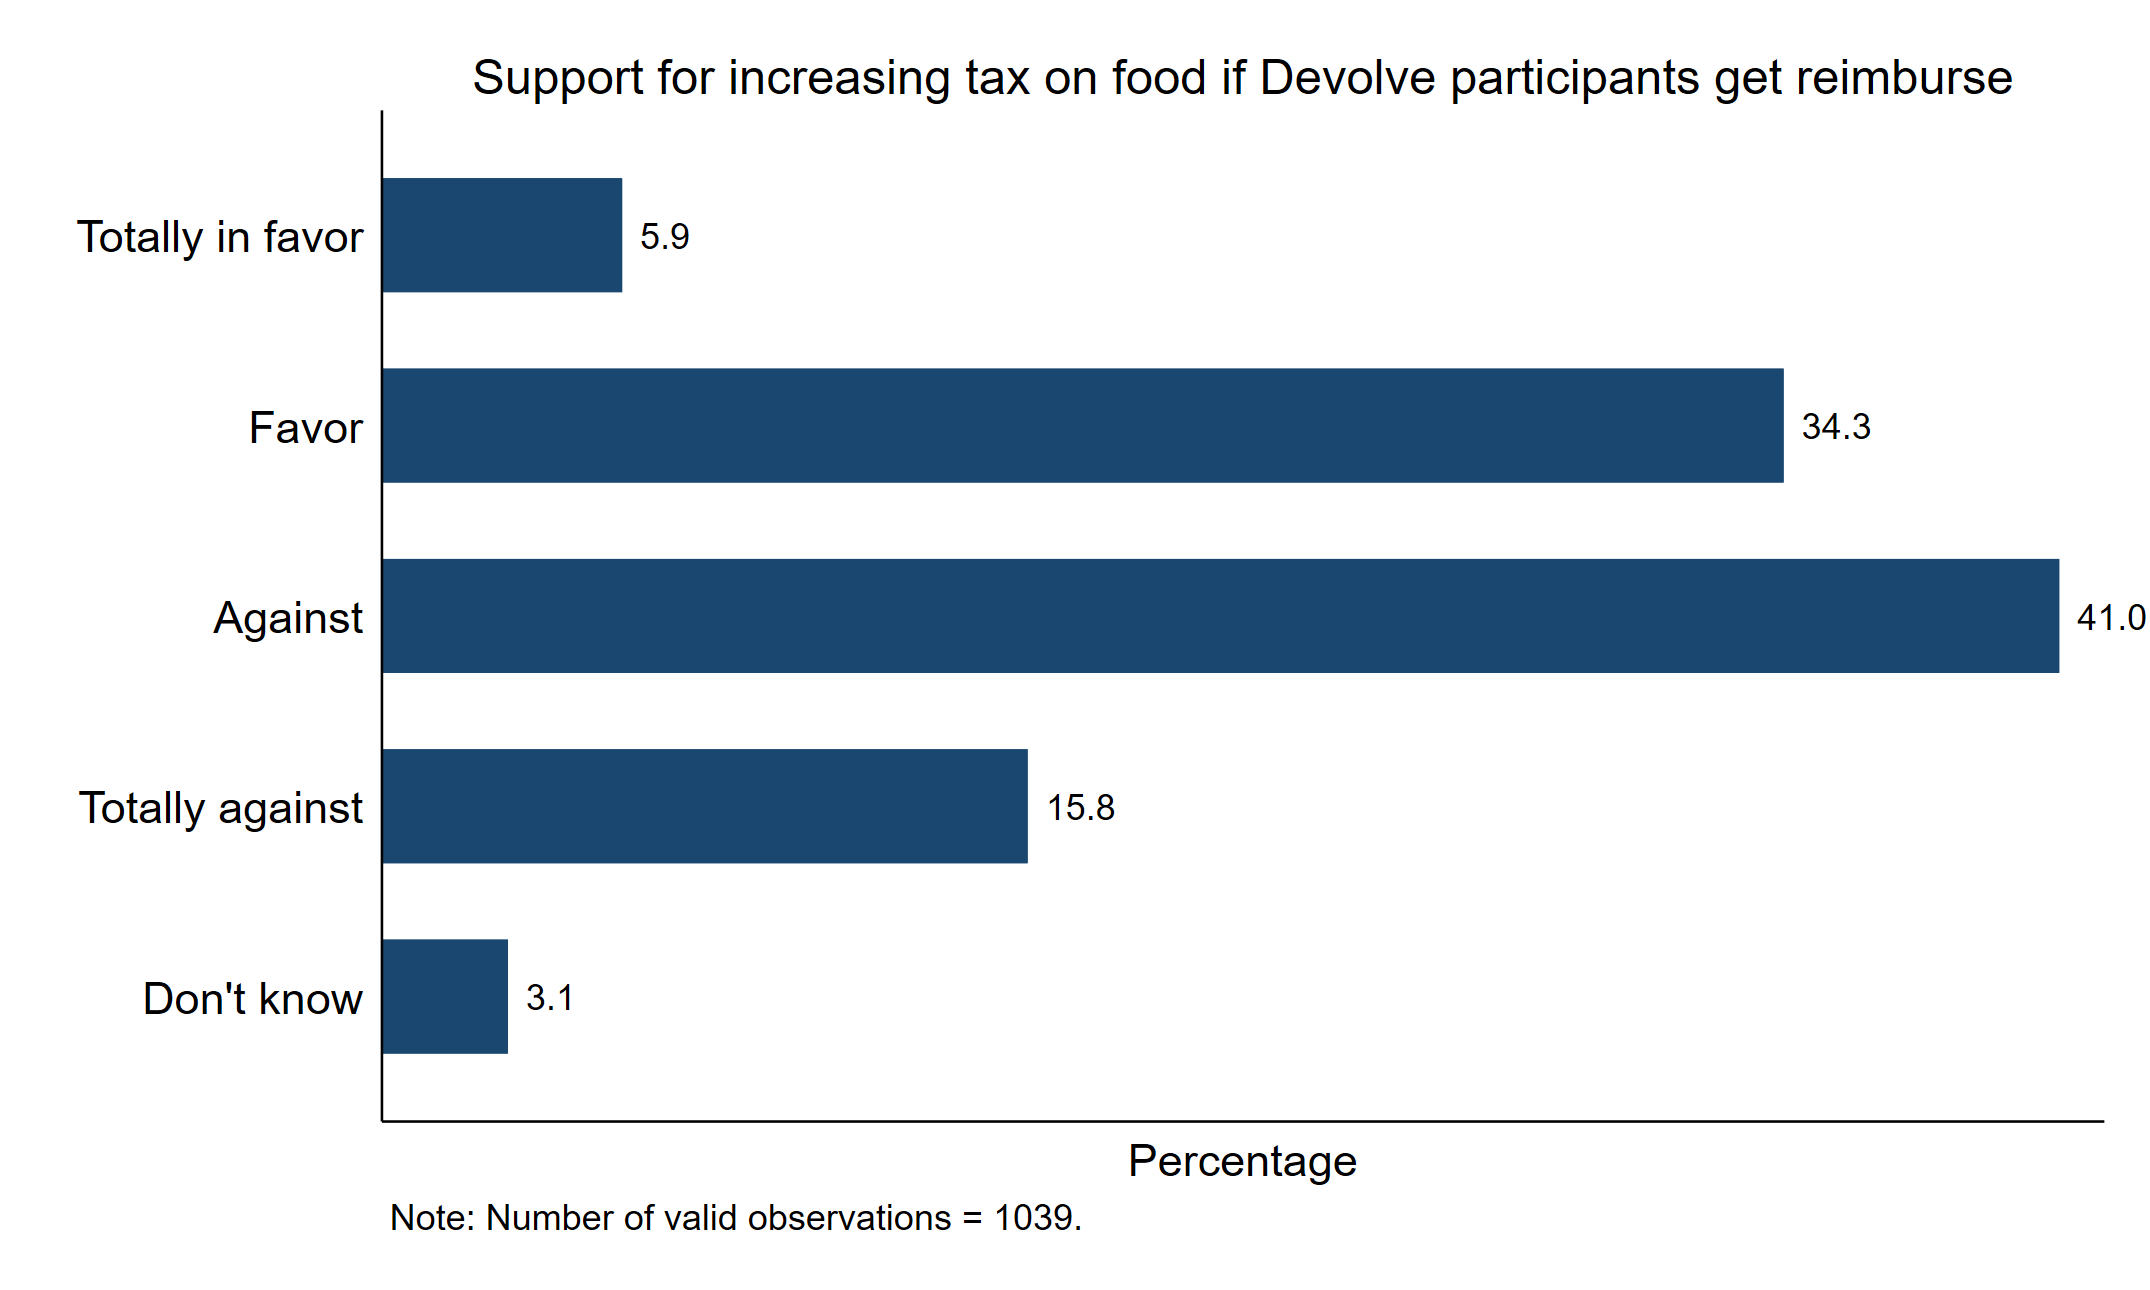 Support for increasing tax on food if Devolve participants get reimburse
Totally in favor
5.9
Favor
34.3
Against
41.0
Totally against
15.8
Don't know
3.1
Percentage
Note: Number of valid observations = 1039.